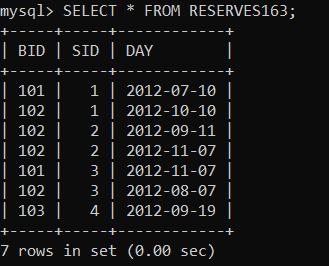 mysql> SELECT * FROM RESERVES163;
+-----+-----+------------+
| BID | SID | DAY        |
+-----+-----+------------+
| 101 |   1 | 2012-07-10 |
| 102 |   1 | 2012-10-10 |
| 102 |   2 | 2012-09-11 |
| 102 |   2 | 2012-11-07 |
| 101 |   3 | 2012-11-07 |
| 102 |   3 | 2012-08-07 |
| 103 |   4 | 2012-09-19 |
+-----+-----+------------+
7 rows in set (0.00 sec)